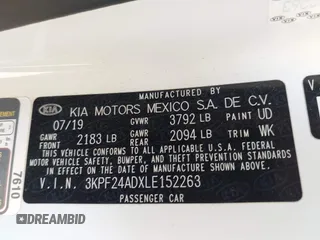 MANUFACTURED BY
KIA KIA MOTORS MEXICO S.A. DE C.V.
07/19 GVWR 3792 LB PAINT UD
GAWR FRONT 2183 LB GAWR REAR 2094 LB TRIM WK
THIS VEHICLE CONFORMS TO ALL APPLICABLE U.S.A. FEDERAL
MOTOR VEHICLE SAFETY, BUMPER, AND THEFT PREVENTION
STANDARDS IN EFFECT ON THE DATE OF MANUFACTURE SHOWN ABOVE.
V.I.N. 3KPF24ADXLE152263
PASSENGER CAR
7610
DREAMBID